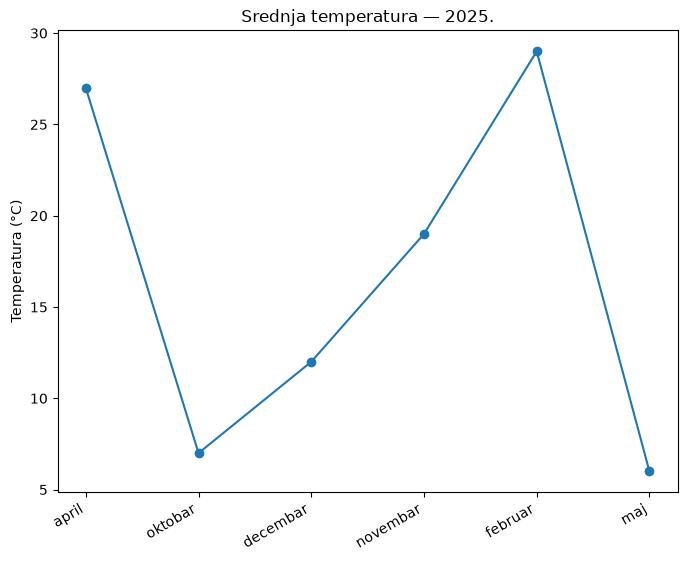 Srednja temperatura — 2025.
Temperatura (°C)
30
25
20
15
10
5
april
oktobar
decembar
novembar
februar
maj